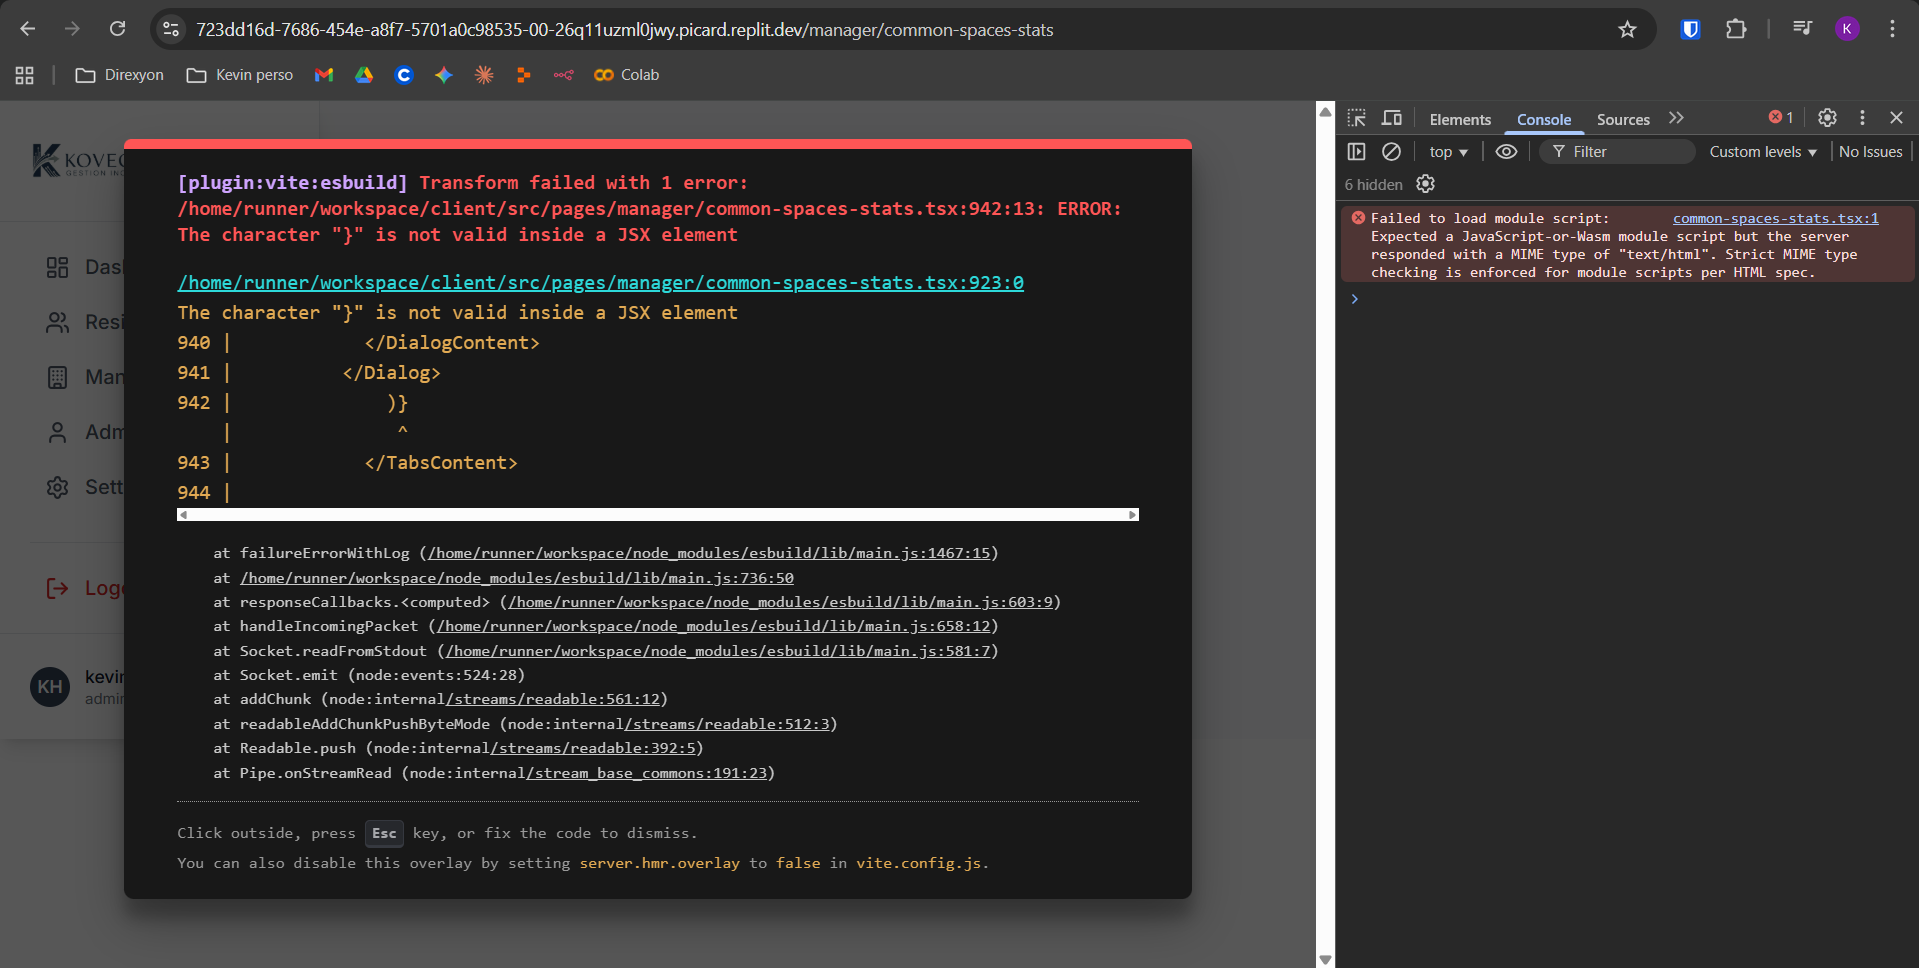 723dd16d-7686-454e-a8f7-5701a0c98535-00-26q11uzml0jwy.picard.replit.dev/manager/common-spaces-stats
K
Direxyon
Kevin perso
Colab
KOVEC
GESTION INC
Das
Resi
Man
Adm
Sett
Log
KH
kevin
admin
[plugin:vite:esbuild] Transform failed with 1 error:
/home/runner/workspace/client/src/pages/manager/common-spaces-stats.tsx:942:13: ERROR:
The character "}" is not valid inside a JSX element
/home/runner/workspace/client/src/pages/manager/common-spaces-stats.tsx:923:0
The character "}" is not valid inside a JSX element
940 |            </DialogContent>
941 |          </Dialog>
942 |              )}
|               ^
943 |            </TabsContent>
944 |
at failureErrorWithLog (/home/runner/workspace/node_modules/esbuild/lib/main.js:1467:15)
at /home/runner/workspace/node_modules/esbuild/lib/main.js:736:50
at responseCallbacks.<computed> (/home/runner/workspace/node_modules/esbuild/lib/main.js:603:9)
at handleIncomingPacket (/home/runner/workspace/node_modules/esbuild/lib/main.js:658:12)
at Socket.readFromStdout (/home/runner/workspace/node_modules/esbuild/lib/main.js:581:7)
at Socket.emit (node:events:524:28)
at addChunk (node:internal/streams/readable:561:12)
at readableAddChunkPushByteMode (node:internal/streams/readable:512:3)
at Readable.push (node:internal/streams/readable:392:5)
at Pipe.onStreamRead (node:internal/stream_base_commons:191:23)
Click outside, press Esc key, or fix the code to dismiss.
You can also disable this overlay by setting server.hmr.overlay to false in vite.config.js.
Elements
Console
Sources
1
top
Filter
Custom levels
No Issues
6 hidden
Failed to load module script: common-spaces-stats.tsx:1
Expected a JavaScript-or-Wasm module script but the server
responded with a MIME type of "text/html". Strict MIME type
checking is enforced for module scripts per HTML spec.